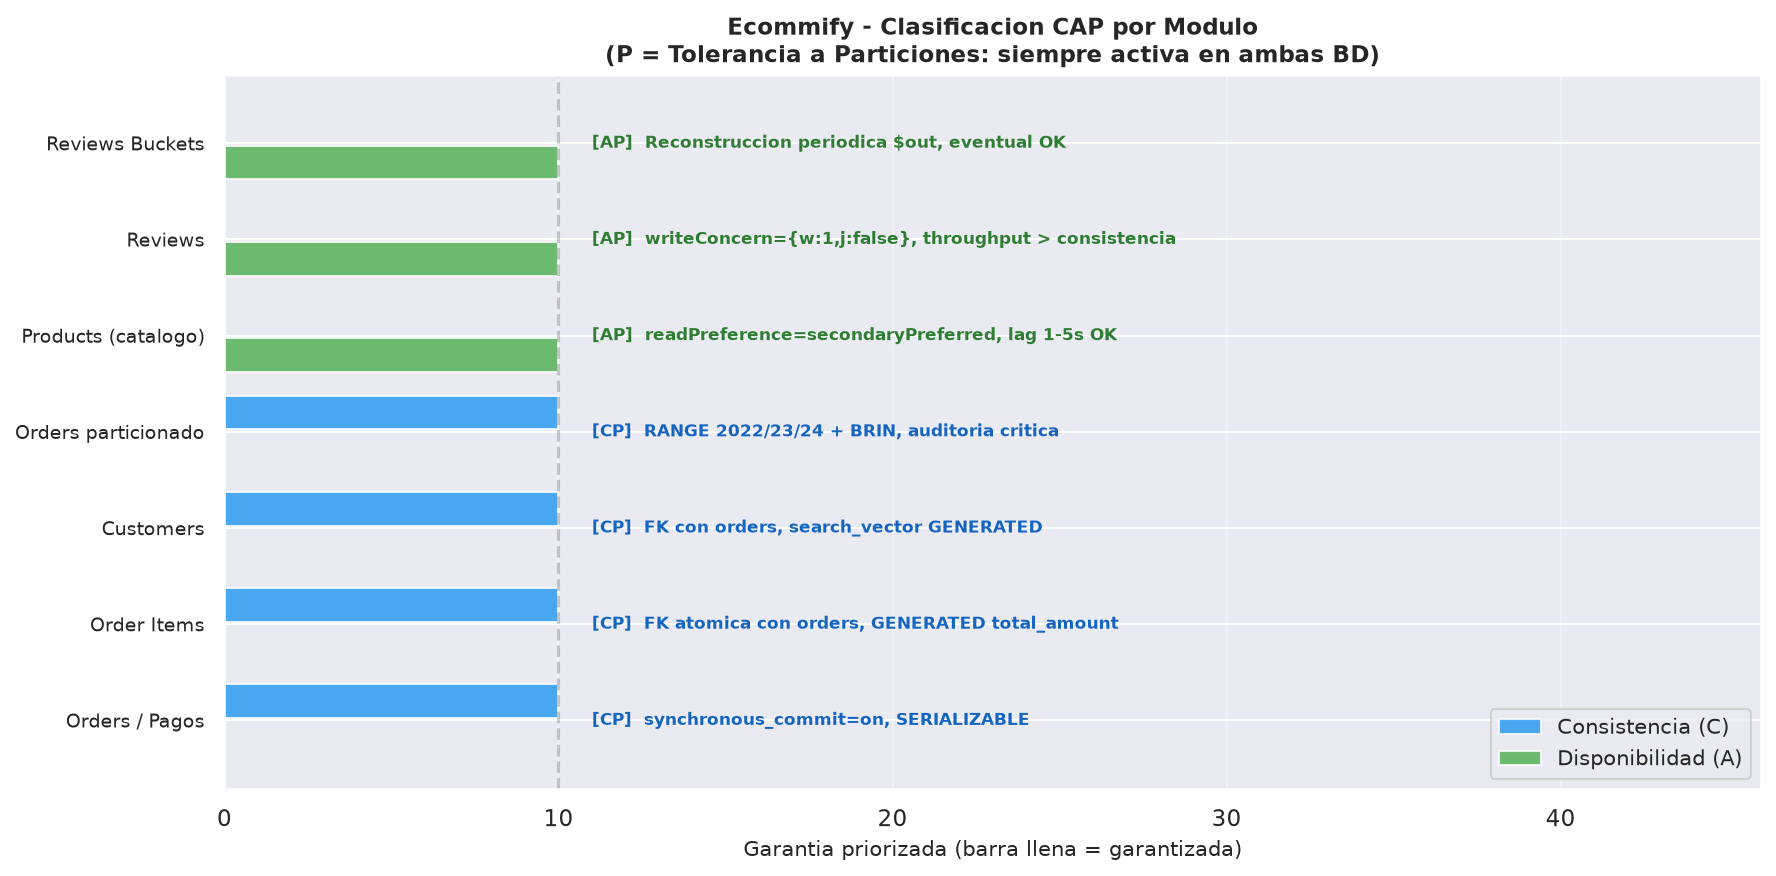 Ecommify - Clasificacion CAP por Modulo
(P = Tolerancia a Particiones: siempre activa en ambas BD)
Reviews Buckets
[AP] Reconstruccion periodica $out, eventual OK
Reviews
[AP] writeConcern={w:1,j:false}, throughput > consistencia
Products (catalogo)
[AP] readPreference=secondaryPreferred, lag 1-5s OK
Orders particionado
[CP] RANGE 2022/23/24 + BRIN, auditoria critica
Customers
[CP] FK con orders, search_vector GENERATED
Order Items
[CP] FK atomica con orders, GENERATED total_amount
Orders / Pagos
[CP] synchronous_commit=on, SERIALIZABLE
Consistencia (C)
Disponibilidad (A)
0 10 20 30 40
Garantia priorizada (barra llena = garantizada)